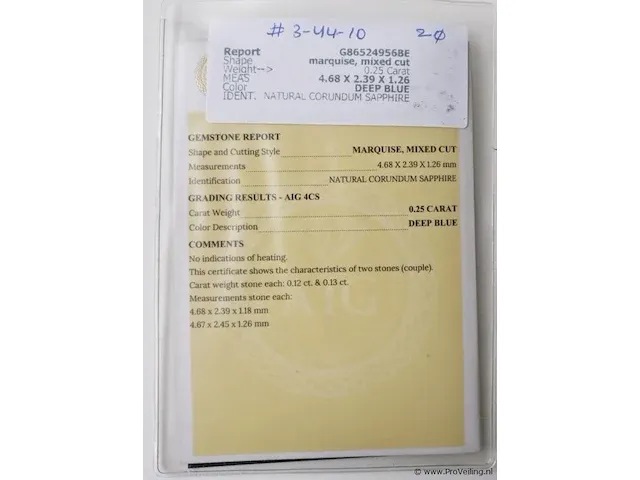 # 3-44-10 20
Report G86524956BE
Shape marquise, mixed cut
Weight--> 0.25 Carat
MEAS 4.68 X 2.39 X 1.26
Color DEEP BLUE
IDENT. NATURAL CORUNDUM SAPPHIRE
GEMSTONE REPORT
Shape and Cutting Style MARQUISE, MIXED CUT
Measurements 4.68 x 2.39 x 1.26 mm
Identification NATURAL CORUNDUM SAPPHIRE
GRADING RESULTS - AIG 4CS
Carat Weight 0.25 CARAT
Color Description DEEP BLUE
COMMENTS
No indications of heating.
This certificate shows the characteristics of two stones (couple).
Carat weight stone each: 0.12 ct. & 0.13 ct.
Measurements stone each:
4.68 x 2.39 x 1.18 mm
4.67 x 2.45 x 1.26 mm
AIG
© www.ProVeiling.nl